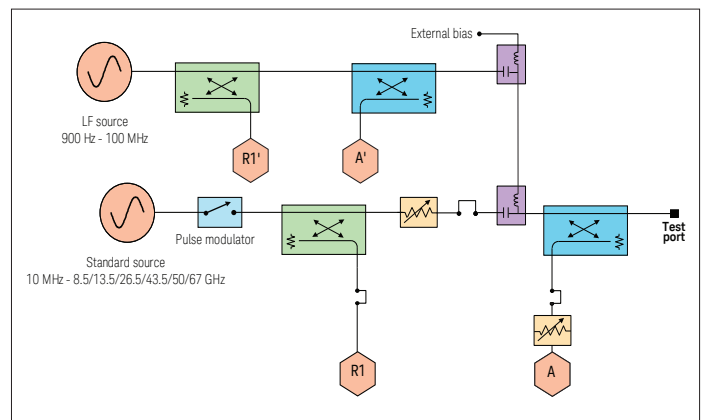 External bias
LF source
900 Hz - 100 MHz
R1'
A'
Pulse modulator
Test
port
Standard source
10 MHz - 8.5/13.5/26.5/43.5/50/67 GHz
R1
A